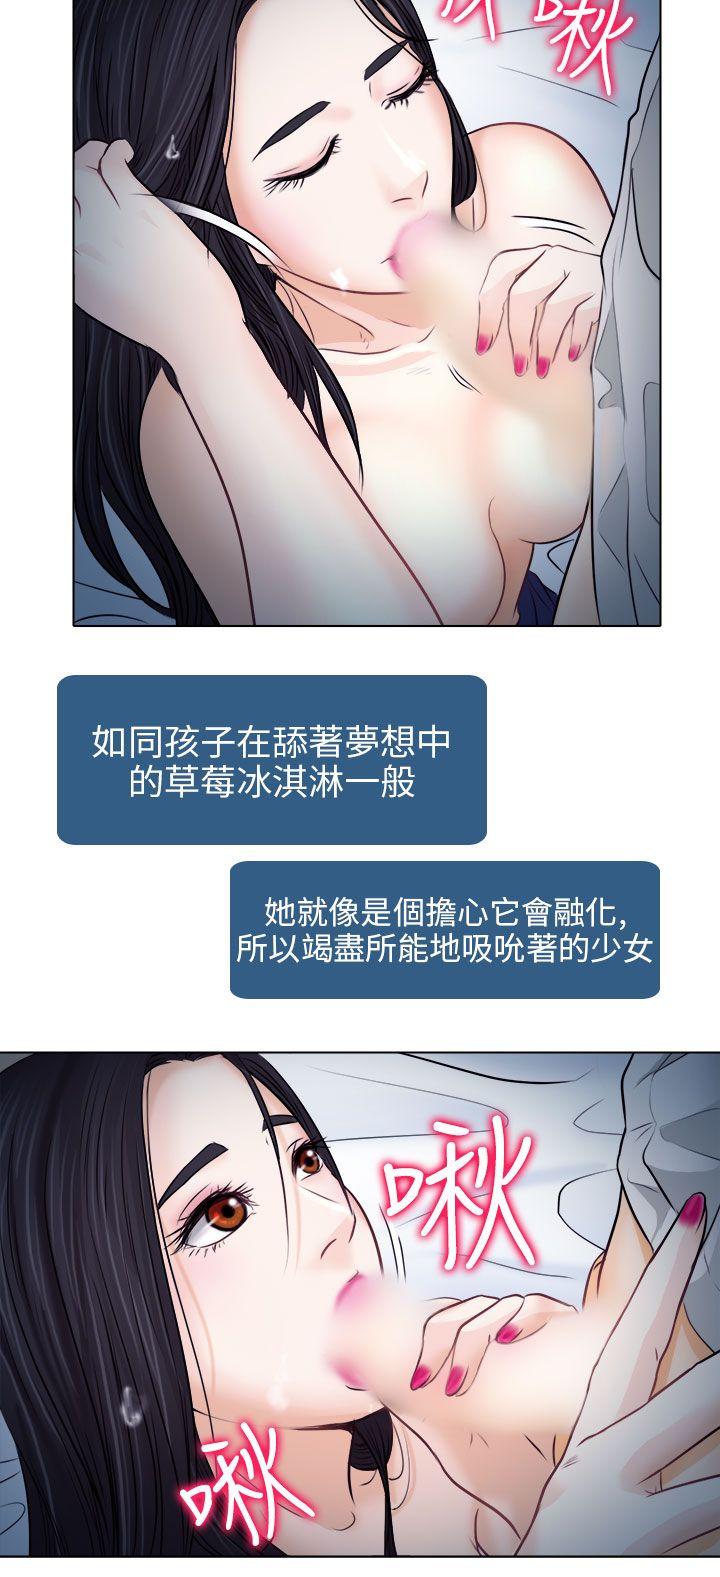 啾
啾
如同孩子在舔著夢想中
的草莓冰淇淋一般
她就像是個擔心它會融化,
所以竭盡所能地吸吮著的少女
啾
啾